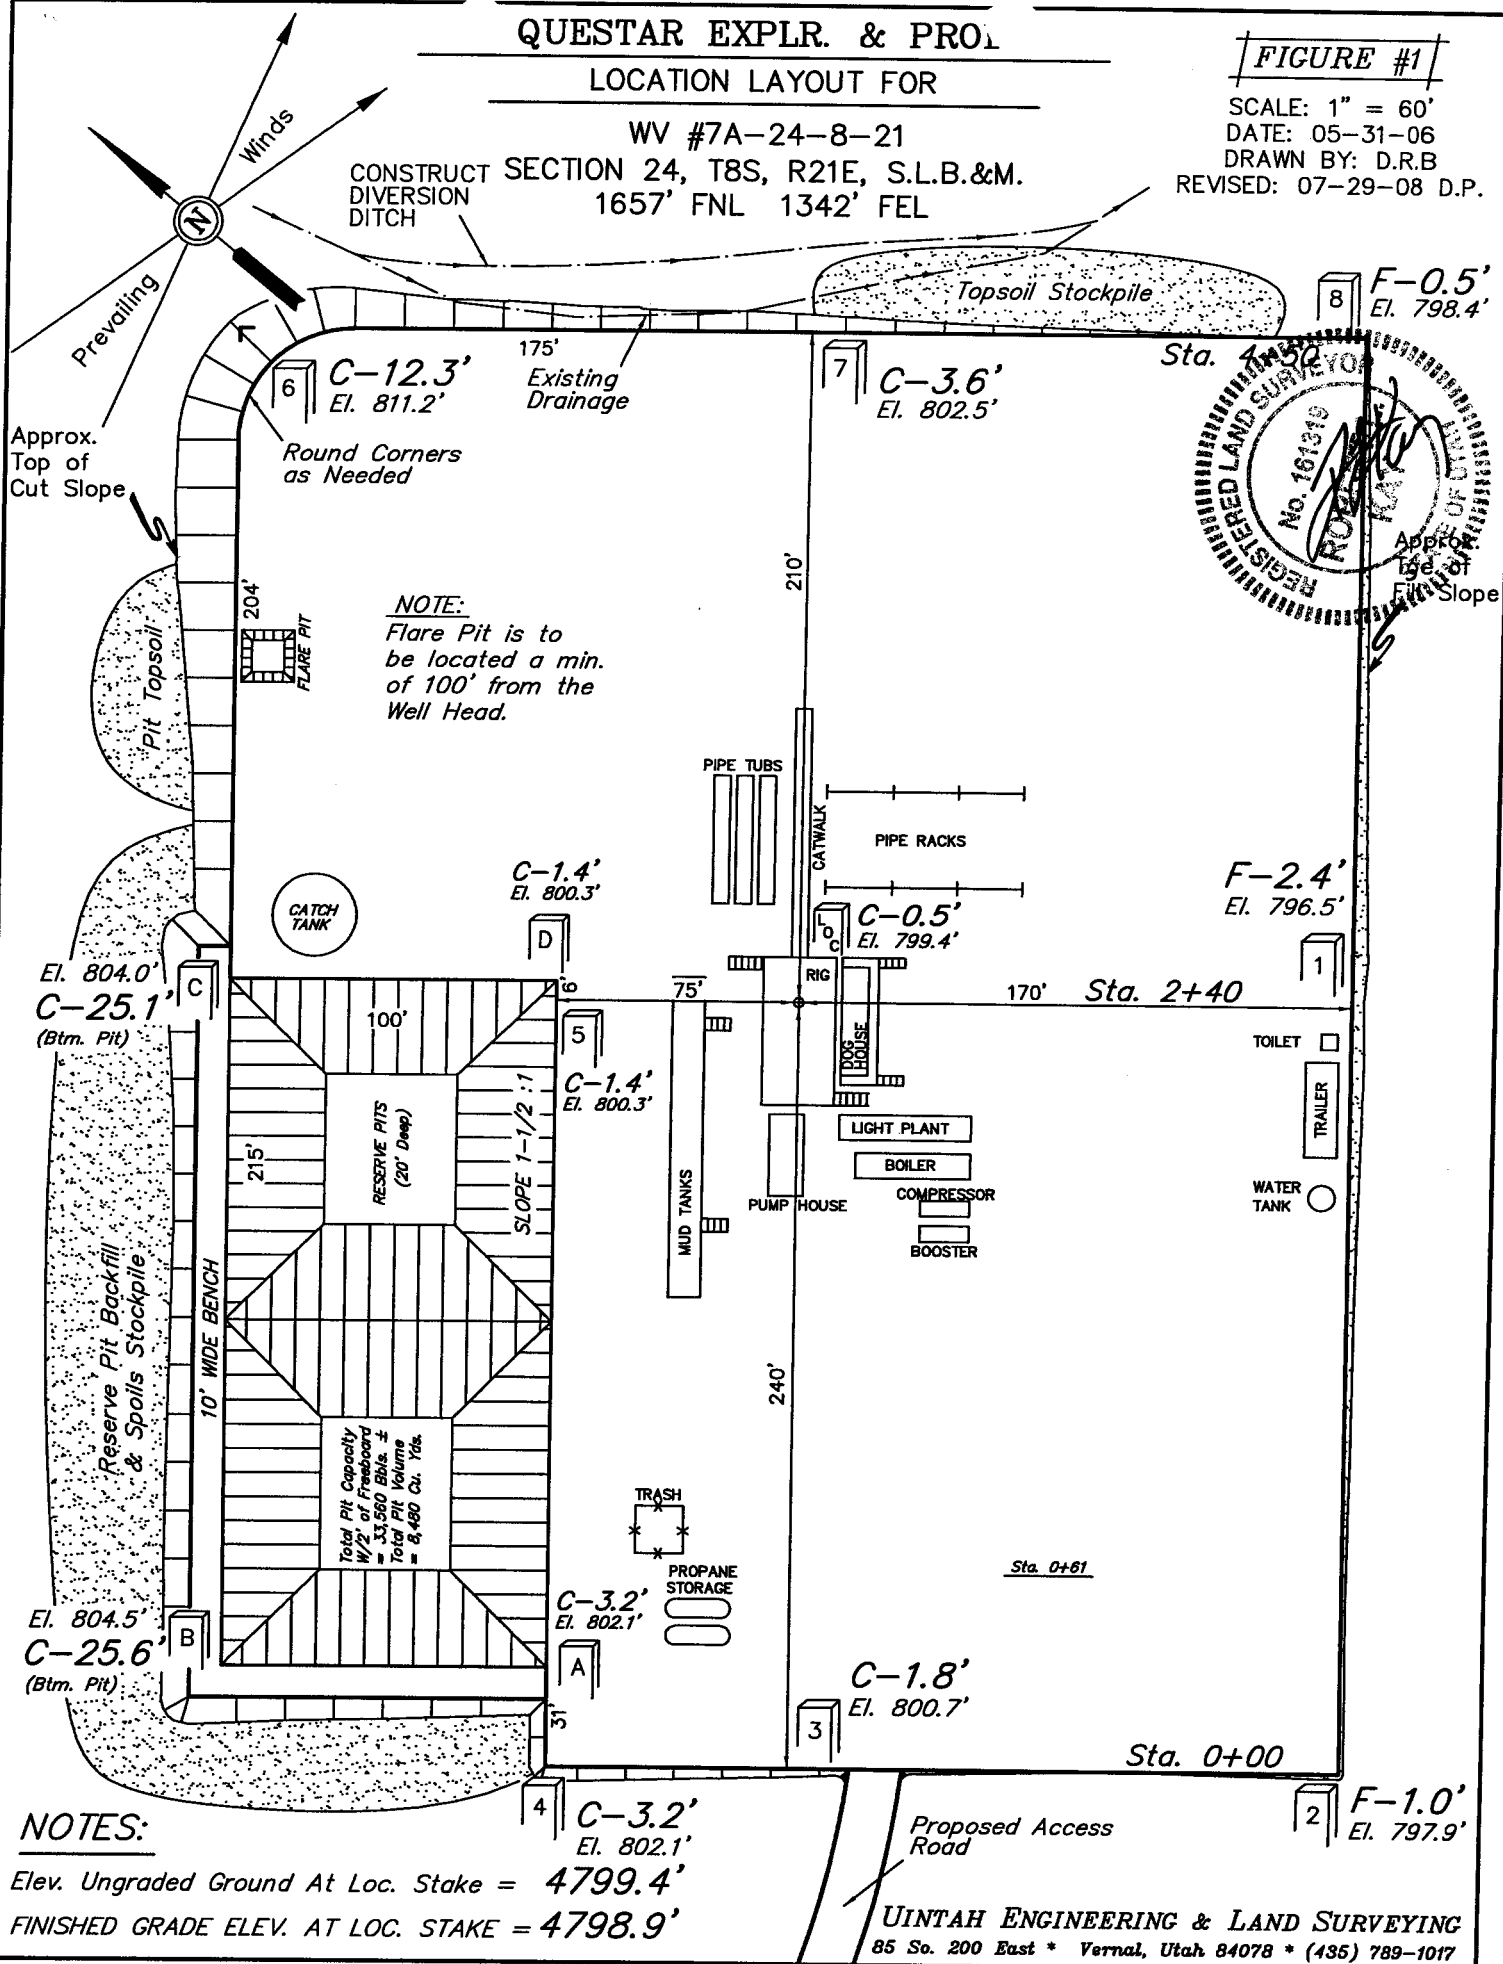 QUESTAR EXPLR. & PRO
LOCATION LAYOUT FOR
WV #7A-24-8-21
SECTION 24, T8S, R21E, S.L.B.&M.
1657' FNL 1342' FEL
FIGURE #1
SCALE: 1" = 60'
DATE: 05-31-06
DRAWN BY: D.R.B
REVISED: 07-29-08 D.P.
Winds
N
Prevailing
CONSTRUCT
DIVERSION
DITCH
Topsoil Stockpile
8
F-0.5'
El. 798.4'
Sta. 4+50
6
C-12.3'
El. 811.2'
175'
Existing
Drainage
7
C-3.6'
El. 802.5'
Round Corners
as Needed
Approx.
Top of
Cut Slope
REGISTERED LAND SURVEYOR
No. 161319
STATE OF UTAH
Approx.
Toe of
Fill Slope
210'
204'
FLARE PIT
Pit Topsoil
NOTE:
Flare Pit is to
be located a min.
of 100' from the
Well Head.
PIPE TUBS
CATWALK
PIPE RACKS
C-1.4'
El. 800.3'
D
CATCH
TANK
LOC
C-0.5'
El. 799.4'
F-2.4'
El. 796.5'
1
El. 804.0'
C-25.1'
(Btm. Pit)
C
6'
75'
RIG
170'
Sta. 2+40
100'
5
C-1.4'
El. 800.3'
DOG
HOUSE
TOILET
TRAILER
WATER
TANK
RESERVE PITS
(20' Deep)
SLOPE 1-1/2 :1
215'
MUD TANKS
PUMP HOUSE
LIGHT PLANT
BOILER
COMPRESSOR
BOOSTER
Reserve Pit Backfill
& Spoils Stockpile
10' WIDE BENCH
240'
Total Pit Capacity
W/2' of Freeboard
= 33,560 Bbls. ±
Total Pit Volume
= 8,480 Cu. Yds.
TRASH
PROPANE
STORAGE
Sta. 0+61
El. 804.5'
C-25.6'
(Btm. Pit)
B
C-3.2'
El. 802.1'
A
31'
C-1.8'
El. 800.7'
3
Sta. 0+00
4
C-3.2'
El. 802.1'
2
F-1.0'
El. 797.9'
Proposed Access
Road
NOTES:
Elev. Ungraded Ground At Loc. Stake = 4799.4'
FINISHED GRADE ELEV. AT LOC. STAKE = 4798.9'
UINTAH ENGINEERING & LAND SURVEYING
85 So. 200 East * Vernal, Utah 84078 * (435) 789-1017